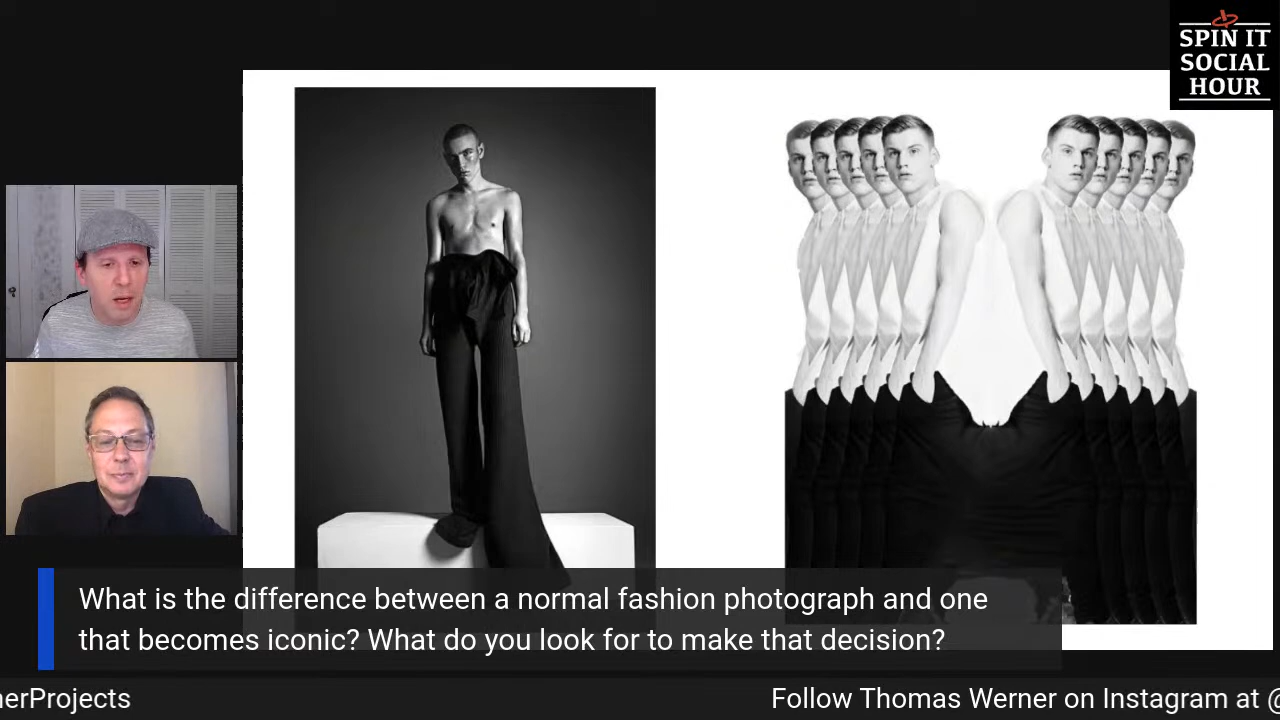 SPIN IT
SOCIAL
HOUR
What is the difference between a normal fashion photograph and one
that becomes iconic? What do you look for to make that decision?
nerProjects
Follow Thomas Werner on Instagram at @